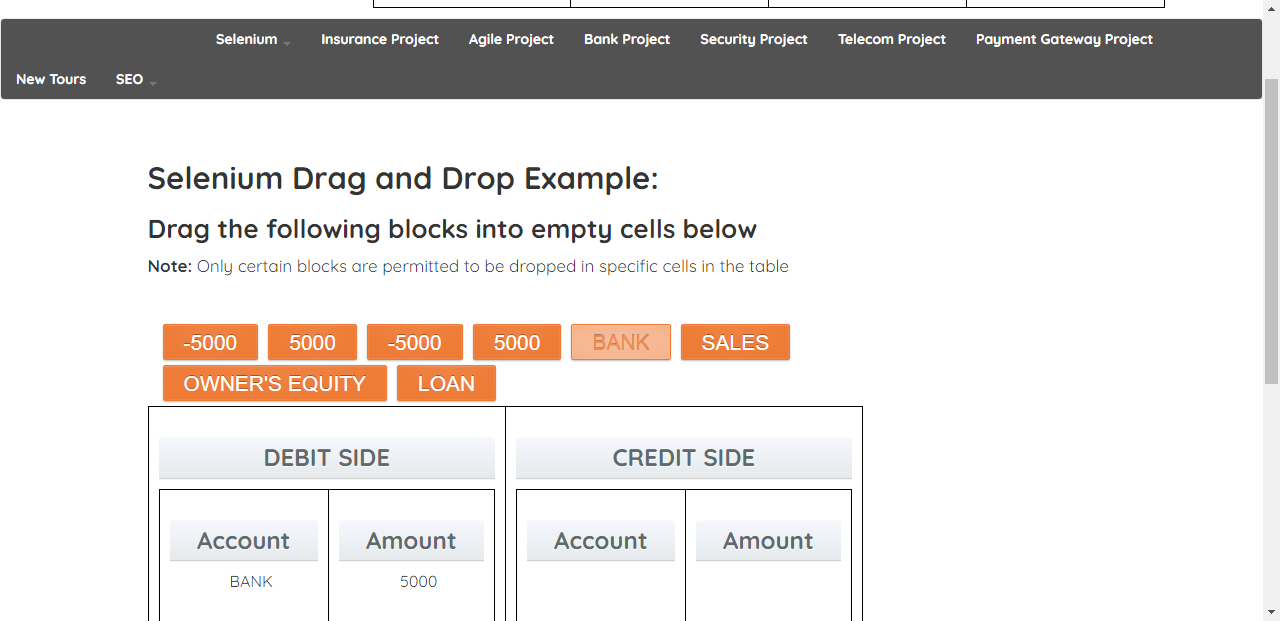 Selenium Insurance Project Agile Project Bank Project Security Project Telecom Project Payment Gateway Project
New Tours SEO
Selenium Drag and Drop Example:
Drag the following blocks into empty cells below
Note: Only certain blocks are permitted to be dropped in specific cells in the table
-5000 5000 -5000 5000 BANK SALES
OWNER'S EQUITY LOAN
DEBIT SIDE CREDIT SIDE
Account Amount Account Amount
BANK 5000